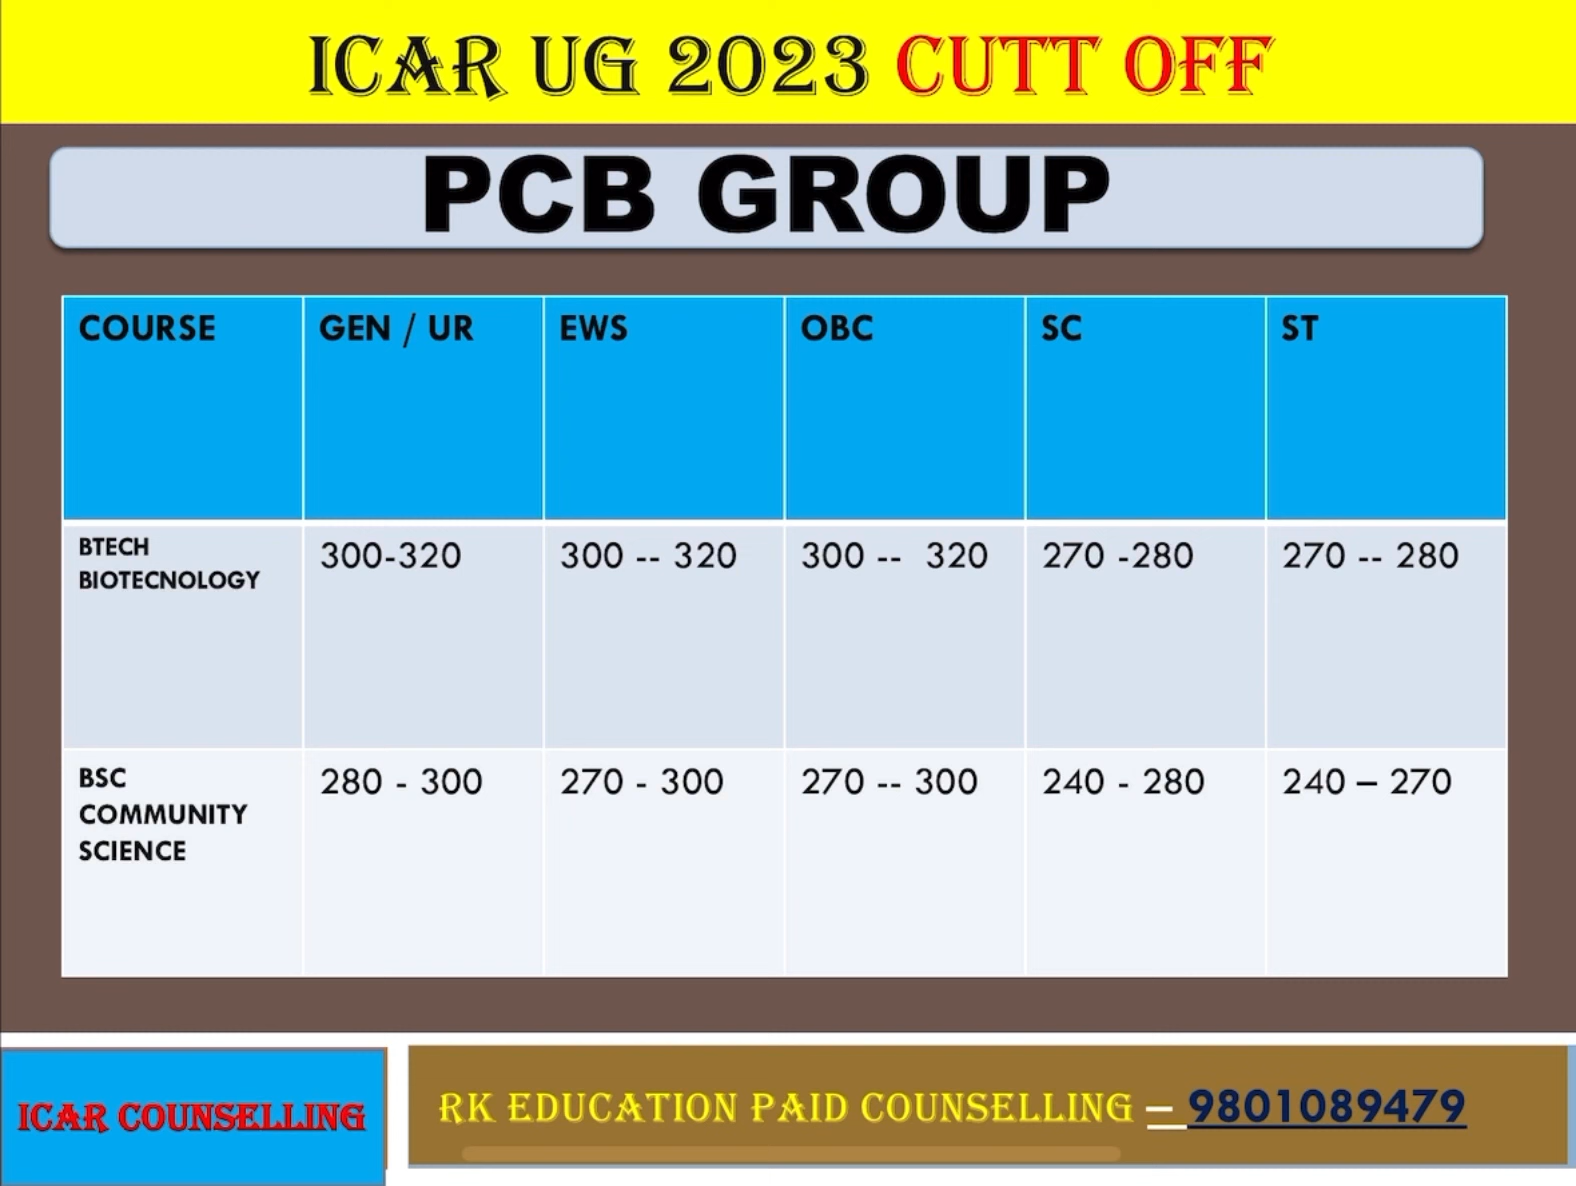 ICAR UG 2023 CUTT OFF
PCB GROUP
COURSE GEN / UR EWS OBC SC ST
BTECH BIOTECNOLOGY 300-320 300 -- 320 300 -- 320 270 -280 270 -- 280
BSC COMMUNITY SCIENCE 280 - 300 270 - 300 270 -- 300 240 - 280 240 – 270
ICAR COUNSELLING
RK EDUCATION PAID COUNSELLING – 9801089479